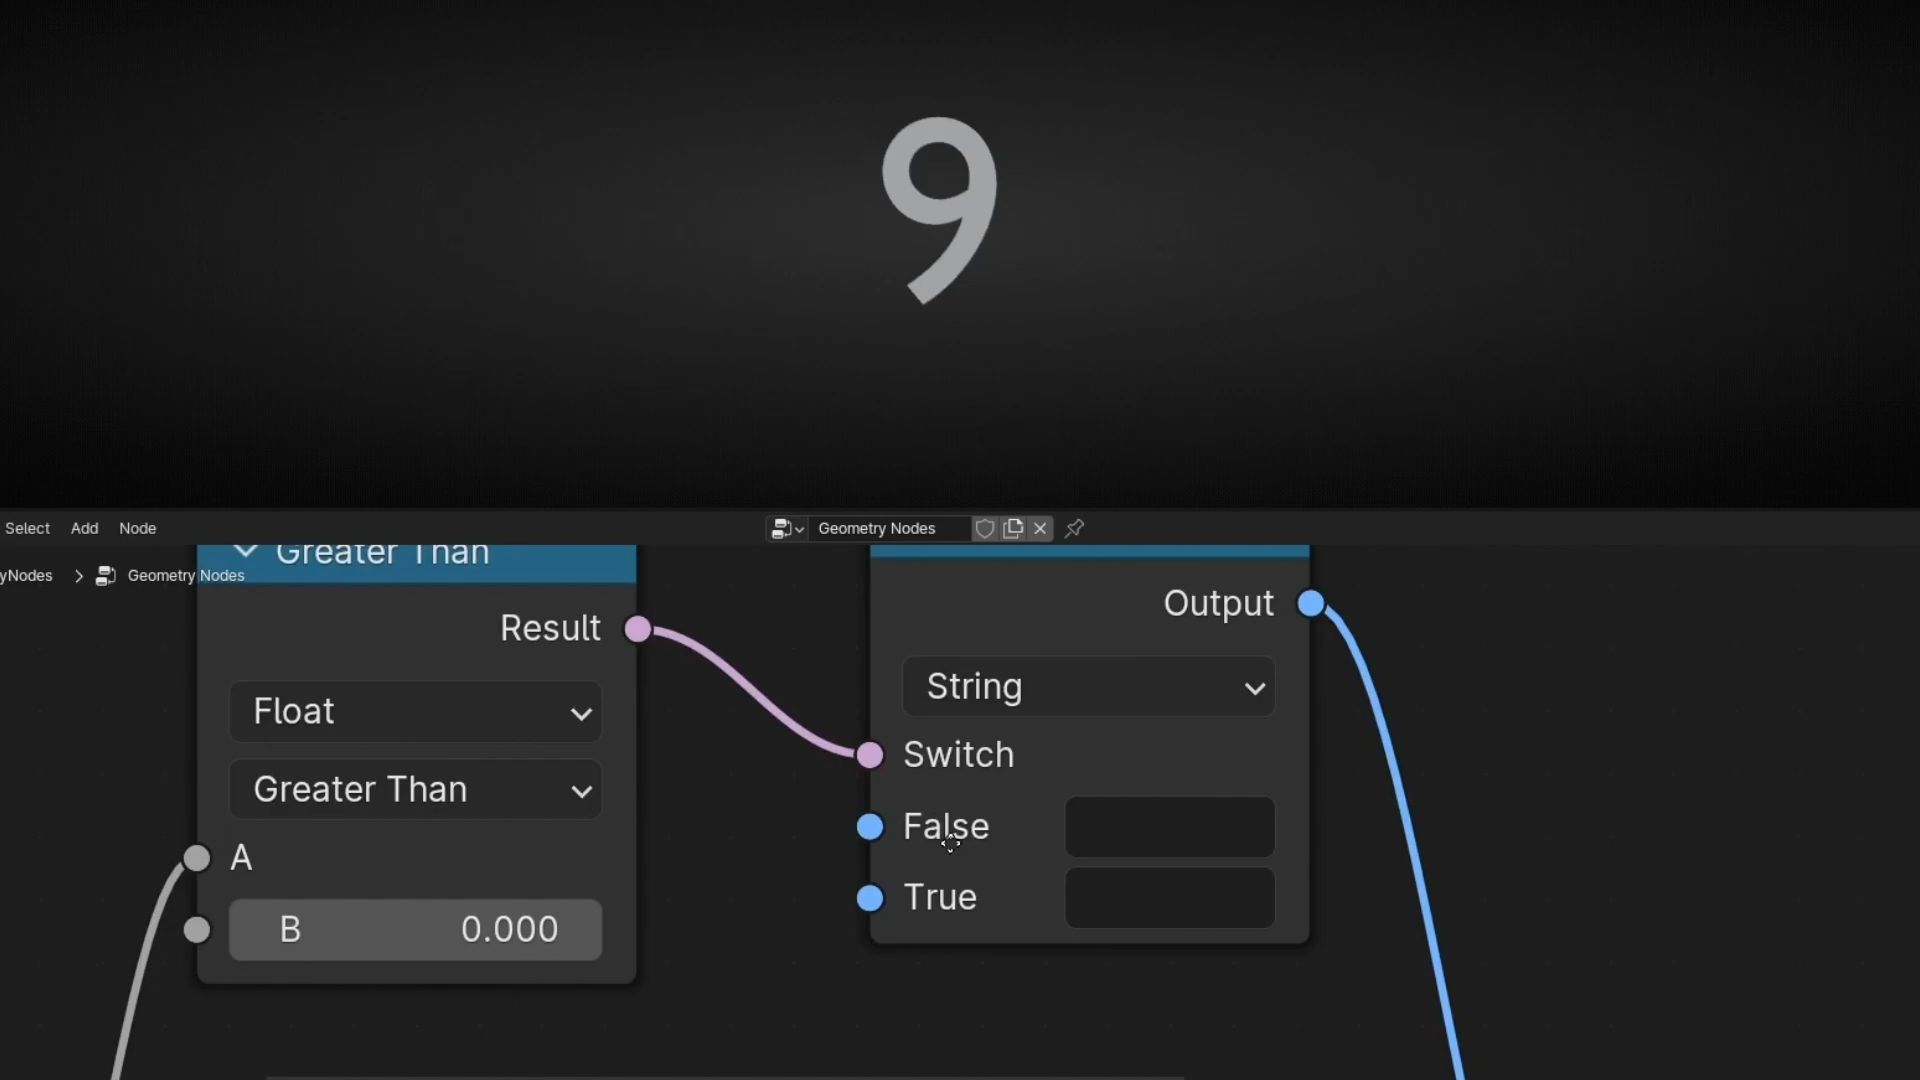 9
Select Add Node Geometry Nodes
Greater Than
yNodes > Geometry Nodes
Result
Output
Float
String
Greater Than
Switch
A
False
B 0.000
True